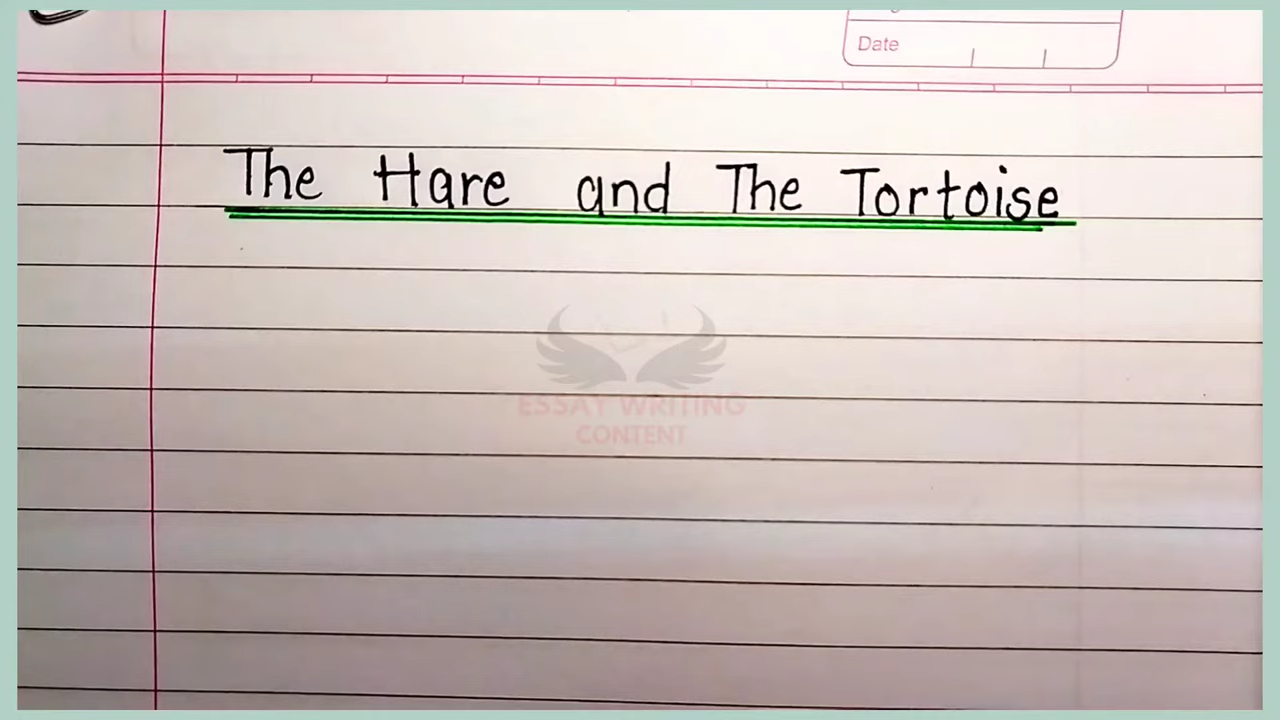 Date
The Hare and The Tortoise
ESSAY WRITING
CONTENT